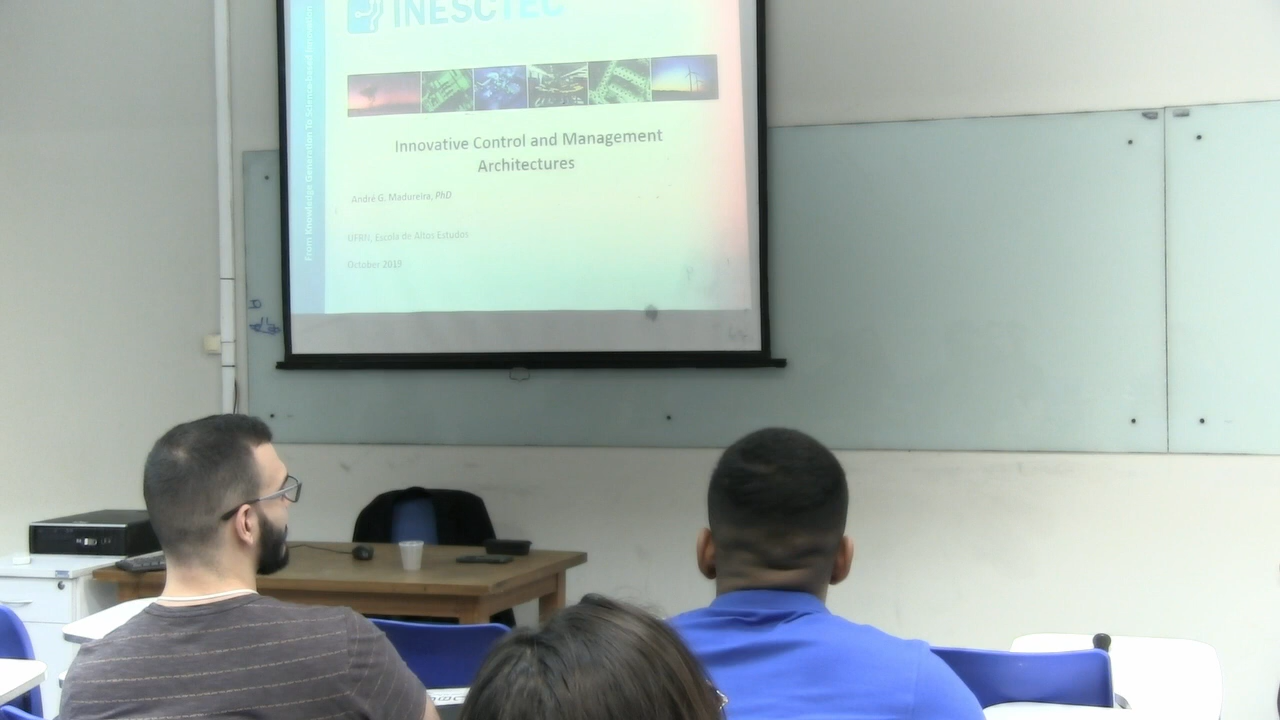 INESCTEC
From Knowledge Generation To Science-based Innovation
Innovative Control and Management
Architectures
André G. Madureira, PhD
UFRN, Escola de Altos Estudos
October 2019